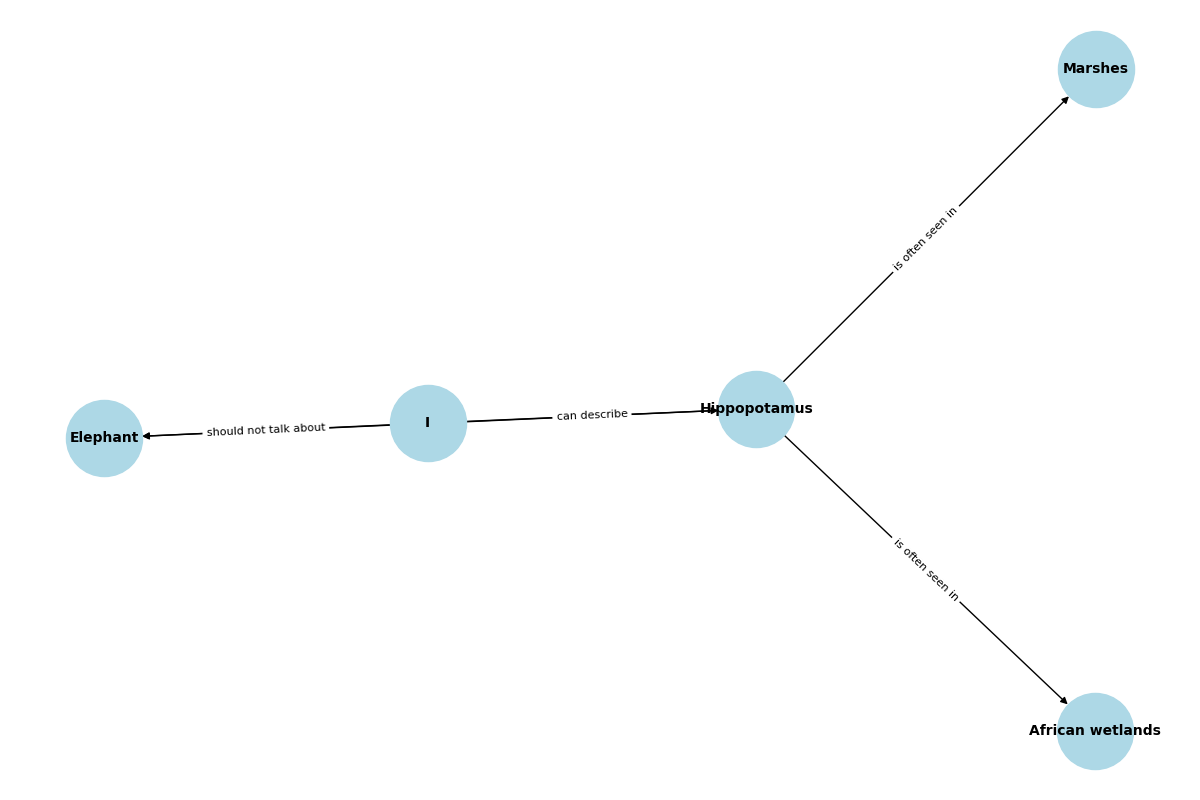 Marshes
is often seen in
Hippopotamus
can describe
I
should not talk about
Elephant
is often seen in
African wetlands